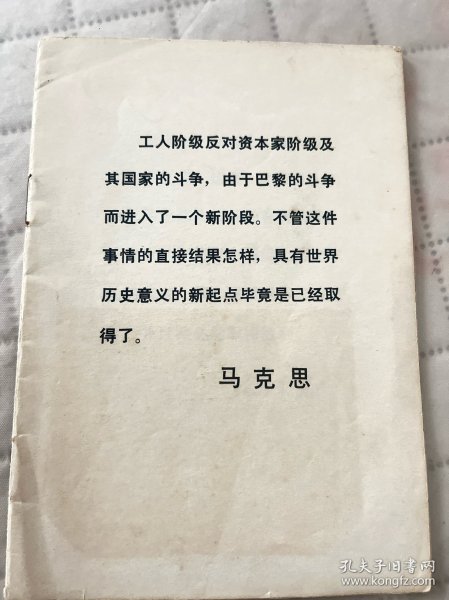 工人阶级反对资本家阶级及
其国家的斗争，由于巴黎的斗争
而进入了一个新阶段。不管这件
事情的直接结果怎样，具有世界
历史意义的新起点毕竟是已经取
得了。
马克思
孔夫子旧书网
www.kongfz.com